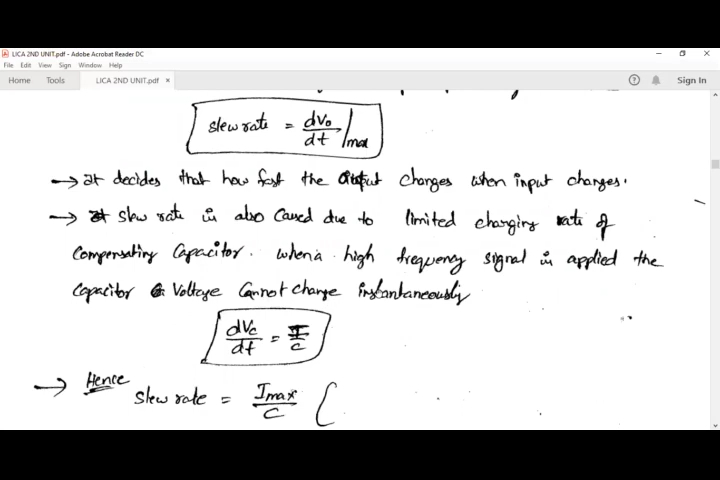 LICA 2ND UNIT.pdf - Adobe Acrobat Reader DC
File Edit View Sign Window Help
Home Tools LICA 2ND UNIT.pdf × ? Sign In
Slew rate = dVo/dt |max
→ It decides that how fast the output changes when input changes.
→ Slew rate is also caused due to limited charging rate of
Compensating Capacitor. when a high frequency signal is applied the
Capacitor Voltage Cannot change instantaneously
dVc/dt = I/C
→ Hence
Slew rate = Imax/C (